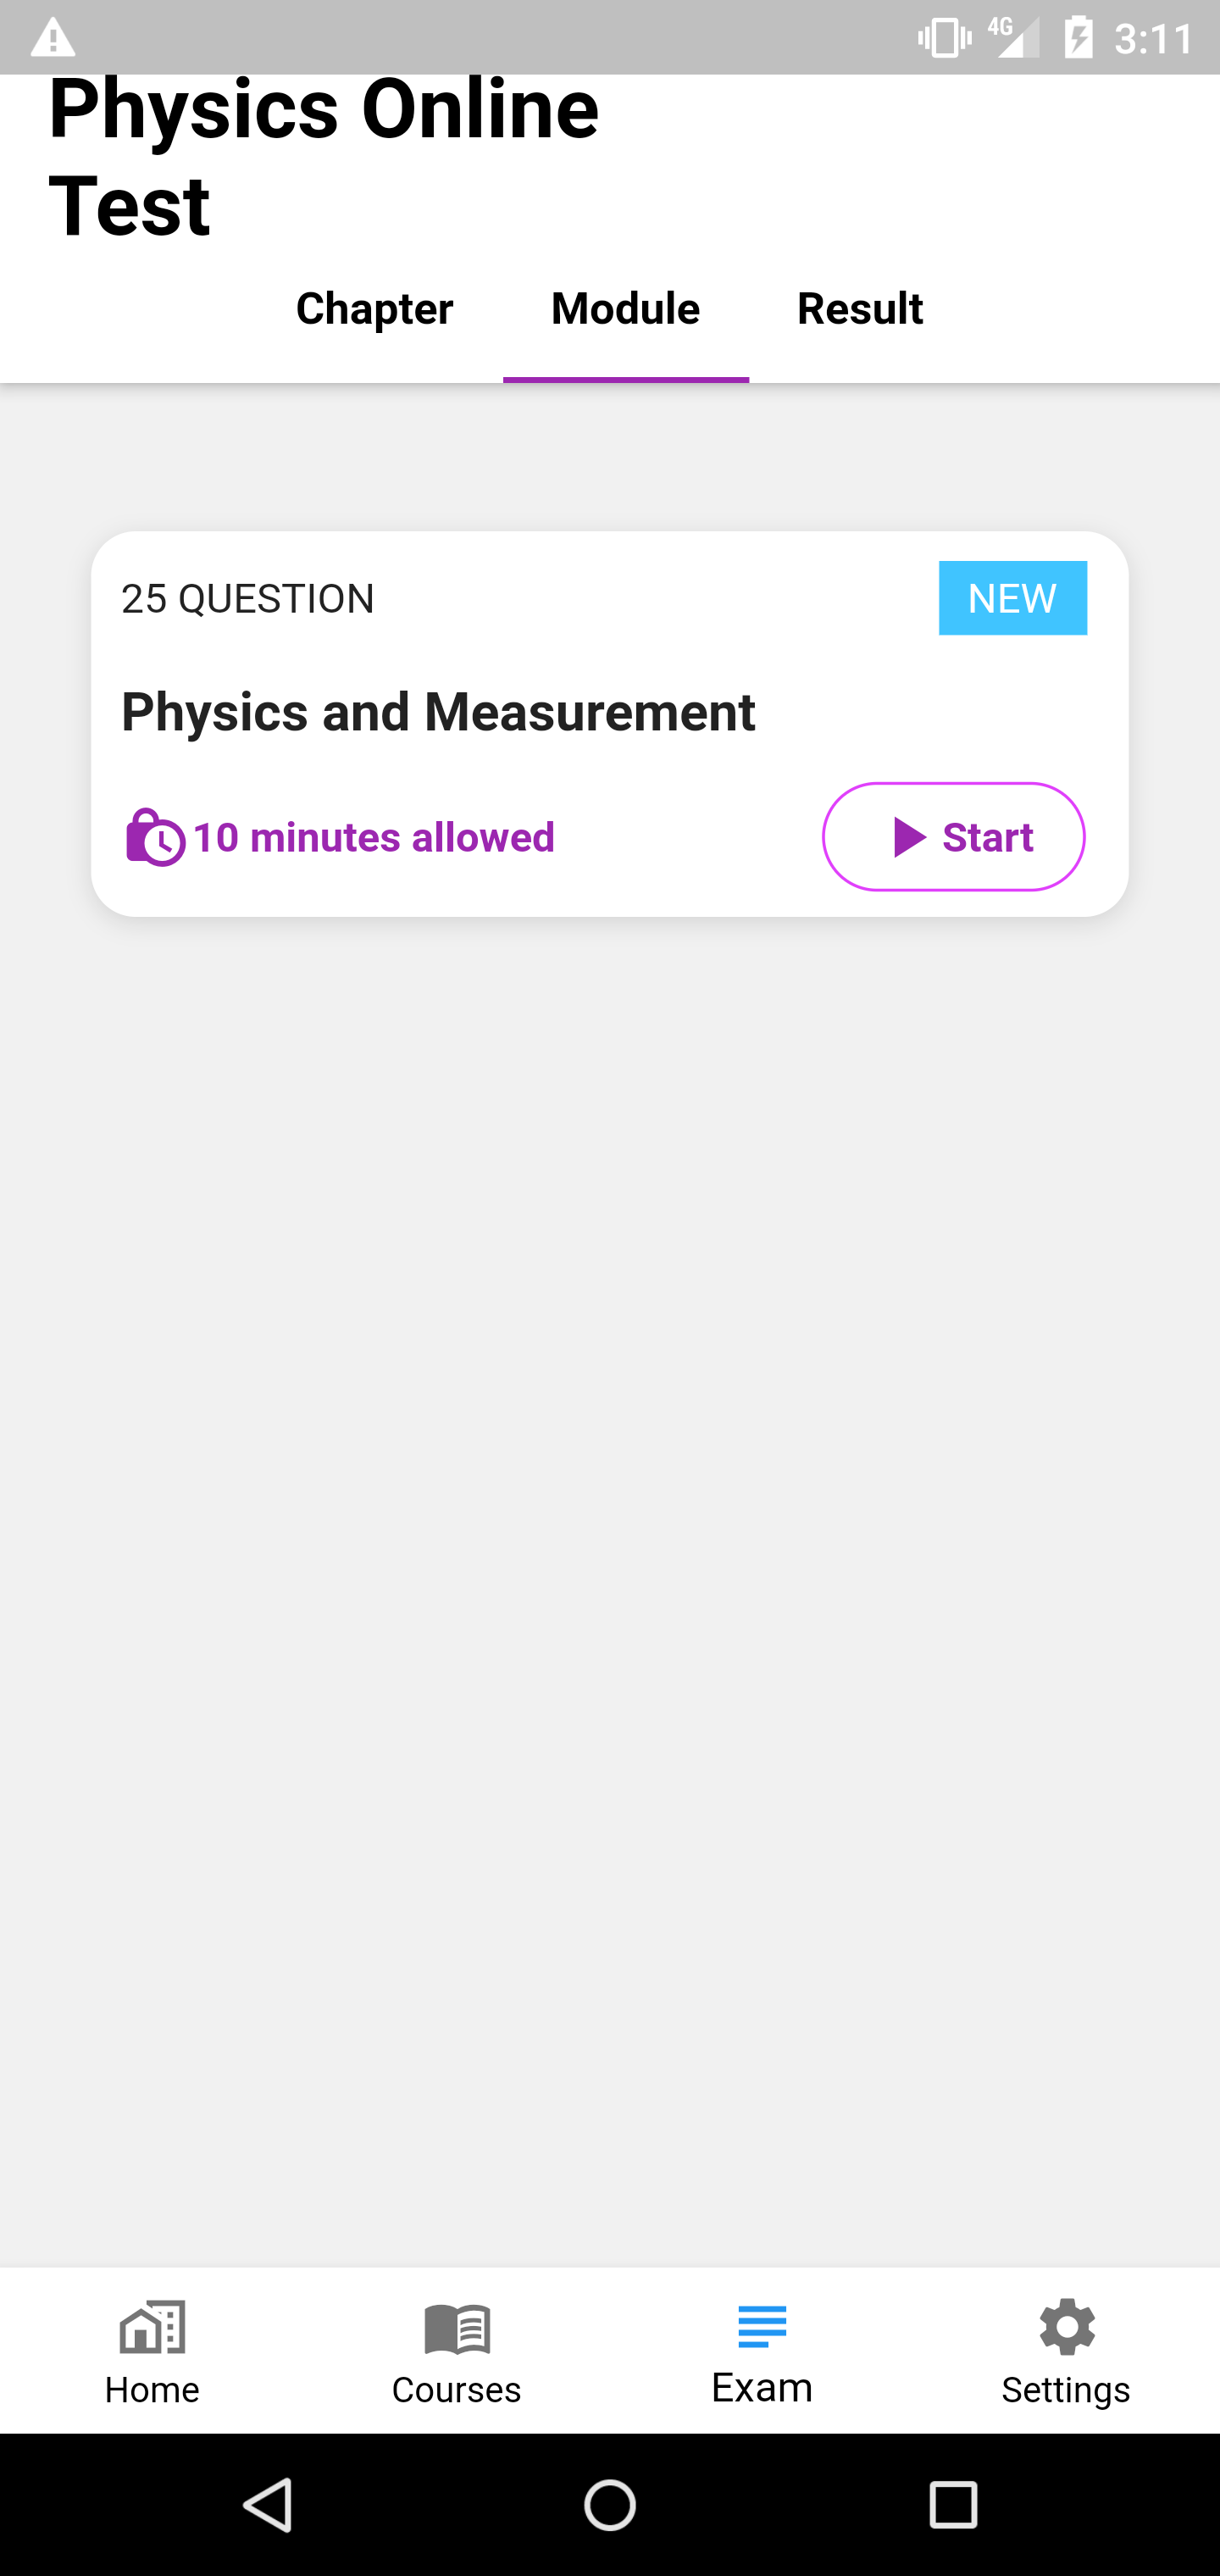 4G 3:11
Physics Online
Test
Chapter Module Result
25 QUESTION NEW
Physics and Measurement
10 minutes allowed Start
Home Courses Exam Settings